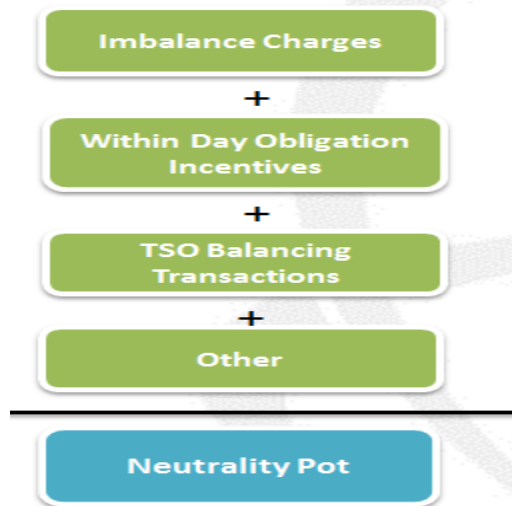 Imbalance Charges
+
Within Day Obligation
Incentives
+
TSO Balancing
Transactions
+
Other
Neutrality Pot